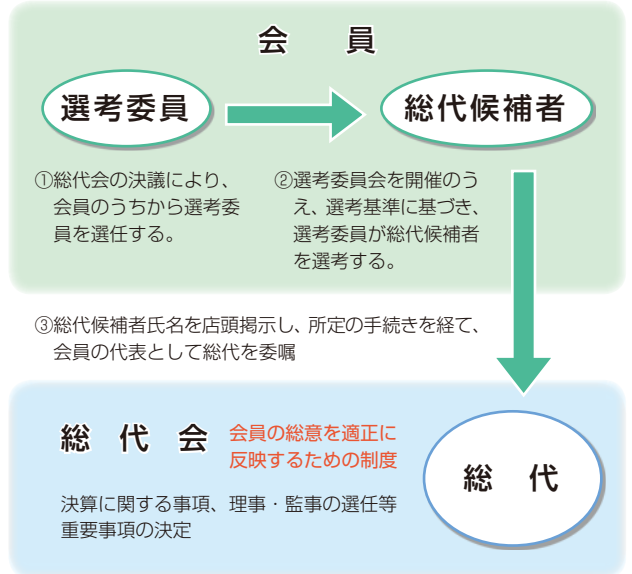 会　員
選考委員
総代候補者
①総代会の決議により、
会員のうちから選考委
員を選任する。
②選考委員会を開催のう
え、選考基準に基づき、
選考委員が総代候補者
を選考する。
③総代候補者氏名を店頭掲示し、所定の手続きを経て、
会員の代表として総代を委嘱
総　代　会
会員の総意を適正に
反映するための制度
決算に関する事項、理事・監事の選任等
重要事項の決定
総　代